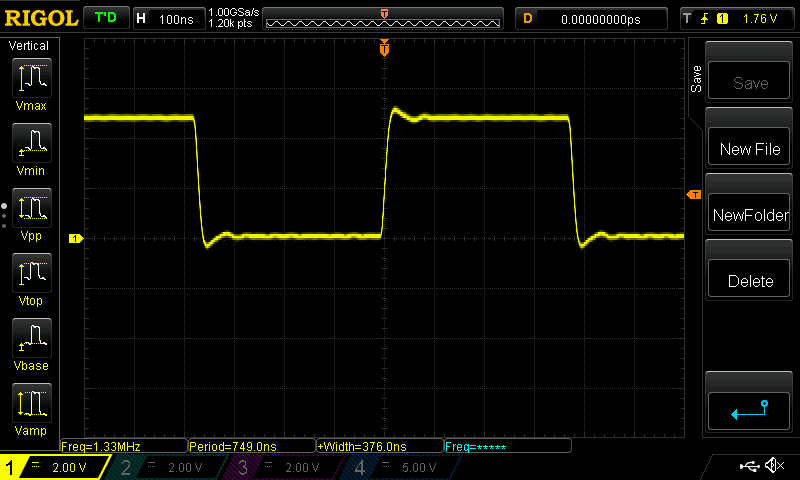 RIGOL T'D H 100ns 1.00GSa/s D 0.00000000ps T 1 1.76 V
1.20k pts
T
Vertical
Vmax
Vmin
Vpp
Vtop
Vbase
Vamp
T
1
T
Save
Save
New File
NewFolder
Delete
Freq=1.33MHz Period=749.0ns +Width=376.0ns Freq=*****
1 2.00 V 2 2.00 V 3 2.00 V 4 5.00 V